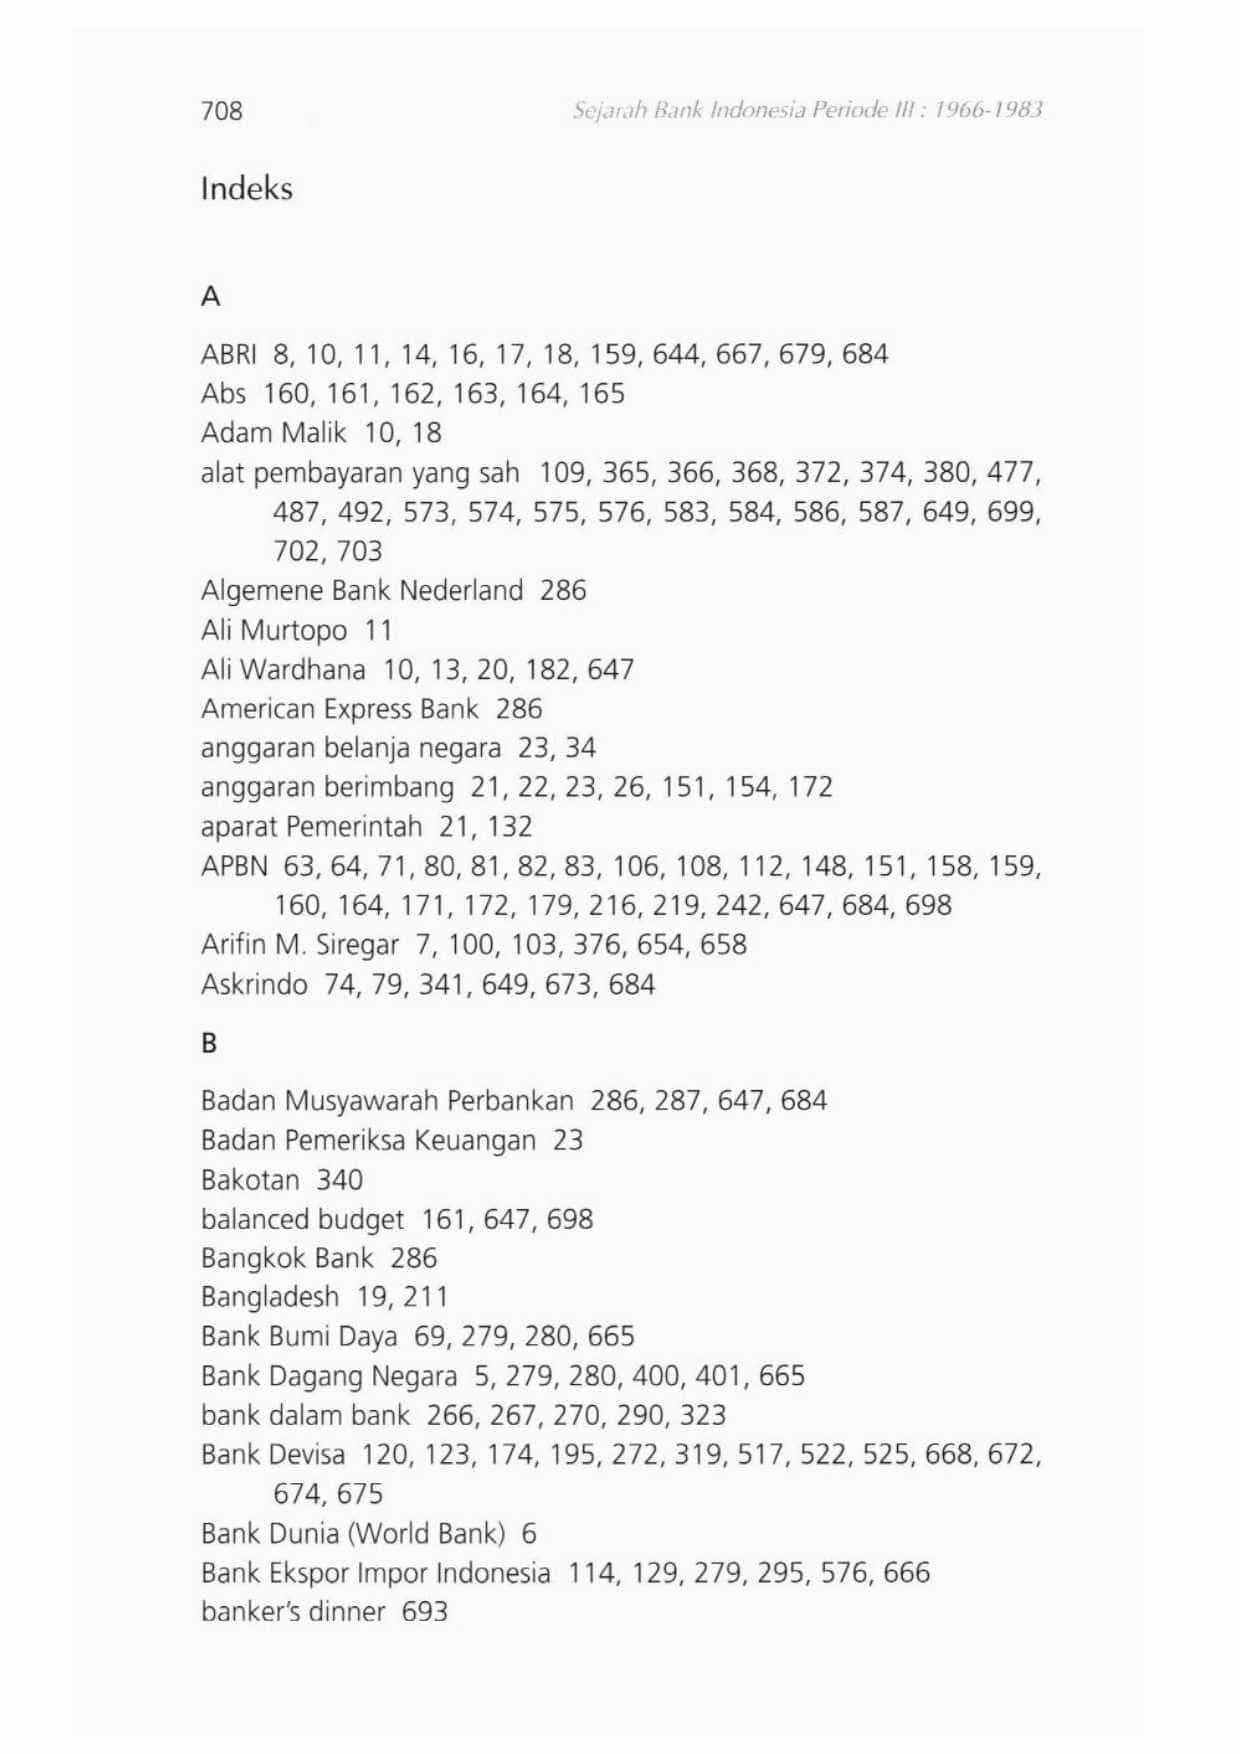 708
Sejarah Bank Indonesia Periode III : 1966-1983
Indeks
A
ABRI 8, 10, 11, 14, 16, 17, 18, 159, 644, 667, 679, 684
Abs 160, 161, 162, 163, 164, 165
Adam Malik 10, 18
alat pembayaran yang sah 109, 365, 366, 368, 372, 374, 380, 477,
487, 492, 573, 574, 575, 576, 583, 584, 586, 587, 649, 699,
702, 703
Algemene Bank Nederland 286
Ali Murtopo 11
Ali Wardhana 10, 13, 20, 182, 647
American Express Bank 286
anggaran belanja negara 23, 34
anggaran berimbang 21, 22, 23, 26, 151, 154, 172
aparat Pemerintah 21, 132
APBN 63, 64, 71, 80, 81, 82, 83, 106, 108, 112, 148, 151, 158, 159,
160, 164, 171, 172, 179, 216, 219, 242, 647, 684, 698
Arifin M. Siregar 7, 100, 103, 376, 654, 658
Askrindo 74, 79, 341, 649, 673, 684
B
Badan Musyawarah Perbankan 286, 287, 647, 684
Badan Pemeriksa Keuangan 23
Bakotan 340
balanced budget 161, 647, 698
Bangkok Bank 286
Bangladesh 19, 211
Bank Bumi Daya 69, 279, 280, 665
Bank Dagang Negara 5, 279, 280, 400, 401, 665
bank dalam bank 266, 267, 270, 290, 323
Bank Devisa 120, 123, 174, 195, 272, 319, 517, 522, 525, 668, 672,
674, 675
Bank Dunia (World Bank) 6
Bank Ekspor Impor Indonesia 114, 129, 279, 295, 576, 666
banker's dinner 693